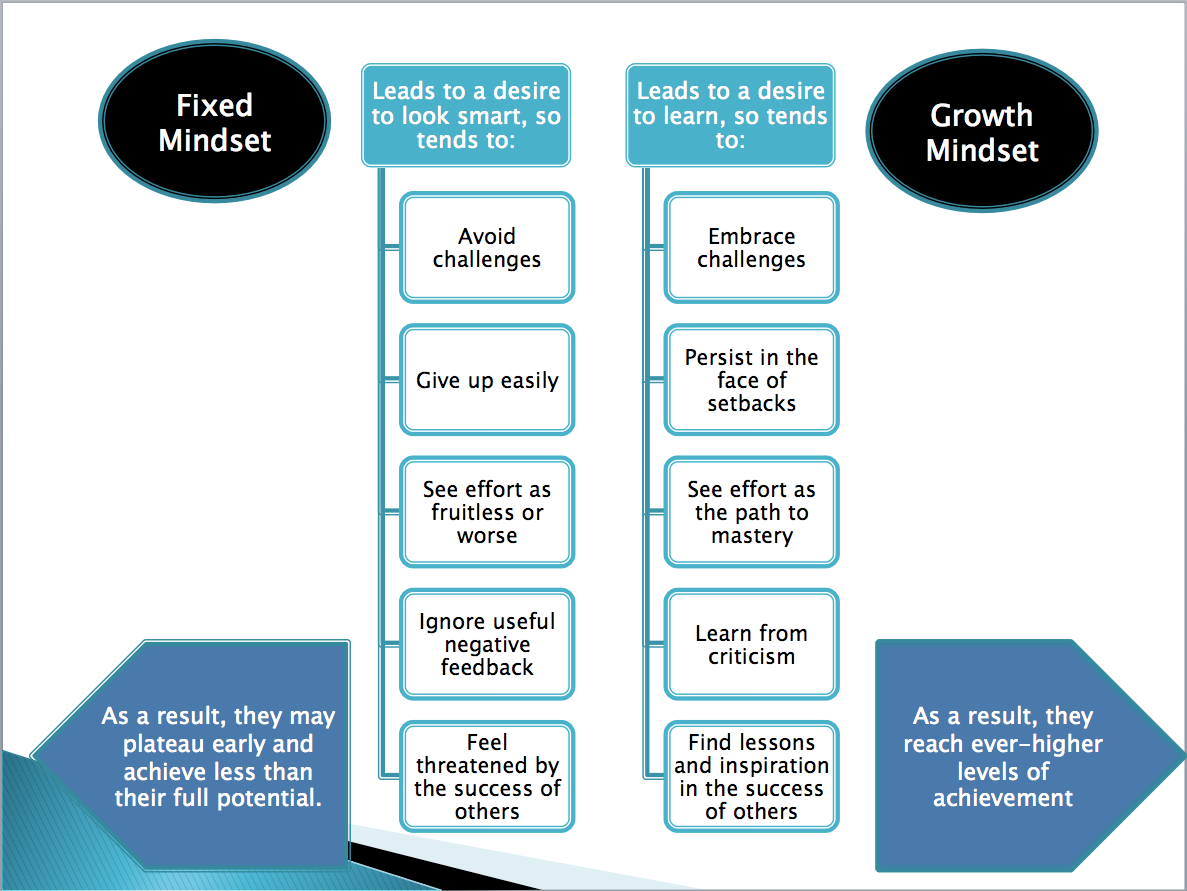 Fixed
Mindset
Leads to a desire
to look smart, so
tends to:
Avoid
challenges
Give up easily
See effort as
fruitless or
worse
Ignore useful
negative
feedback
Feel
threatened by
the success of
others
As a result, they may
plateau early and
achieve less than
their full potential.
Leads to a desire
to learn, so tends
to:
Growth
Mindset
Embrace
challenges
Persist in the
face of
setbacks
See effort as
the path to
mastery
Learn from
criticism
Find lessons
and inspiration
in the success
of others
As a result, they
reach ever-higher
levels of
achievement